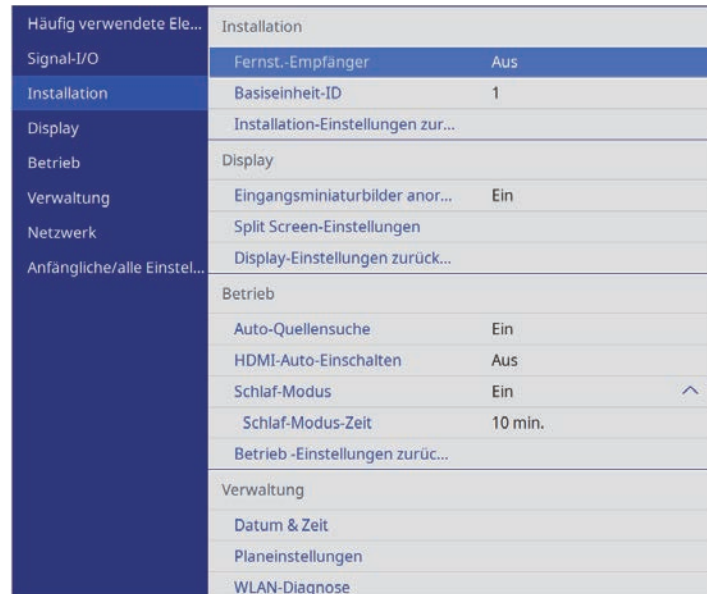 Häufig verwendete Ele...
Signal-I/O
Installation
Display
Betrieb
Verwaltung
Netzwerk
Anfängliche/alle Einstel...
Installation
Fernst.-Empfänger Aus
Basiseinheit-ID 1
Installation-Einstellungen zur...
Display
Eingangsminiaturbilder anor... Ein
Split Screen-Einstellungen
Display-Einstellungen zurück...
Betrieb
Auto-Quellensuche Ein
HDMI-Auto-Einschalten Aus
Schlaf-Modus Ein
Schlaf-Modus-Zeit 10 min.
Betrieb -Einstellungen zurüc...
Verwaltung
Datum & Zeit
Planeinstellungen
WLAN-Diagnose